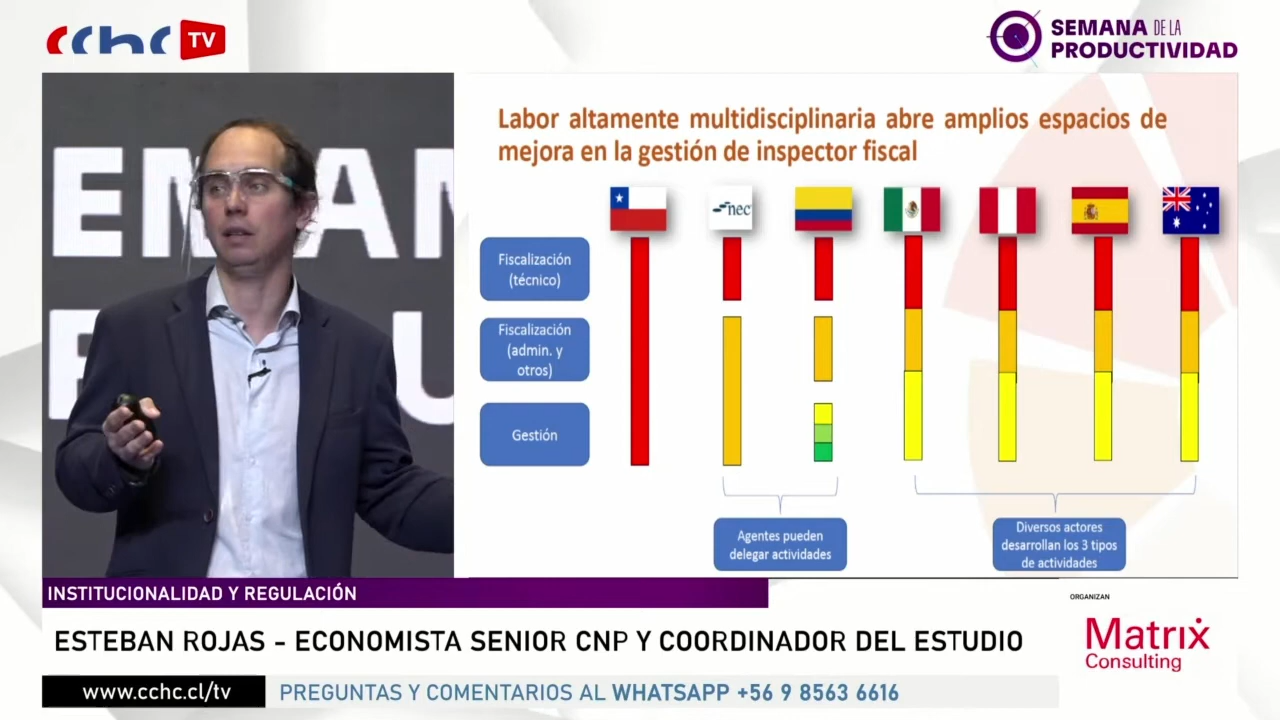 cchc TV
SEMANA DE LA
PRODUCTIVIDAD
Labor altamente multidisciplinaria abre amplios espacios de
mejora en la gestión de inspector fiscal
nec
Fiscalización
(técnico)
Fiscalización
(admin. y
otros)
Gestión
Agentes pueden
delegar actividades
Diversos actores
desarrollan los 3 tipos
de actividades
EMAN
INSTITUCIONALIDAD Y REGULACIÓN
ORGANIZAN
ESTEBAN ROJAS - ECONOMISTA SENIOR CNP Y COORDINADOR DEL ESTUDIO
Matrix
Consulting
www.cchc.cl/tv
PREGUNTAS Y COMENTARIOS AL WHATSAPP +56 9 8563 6616